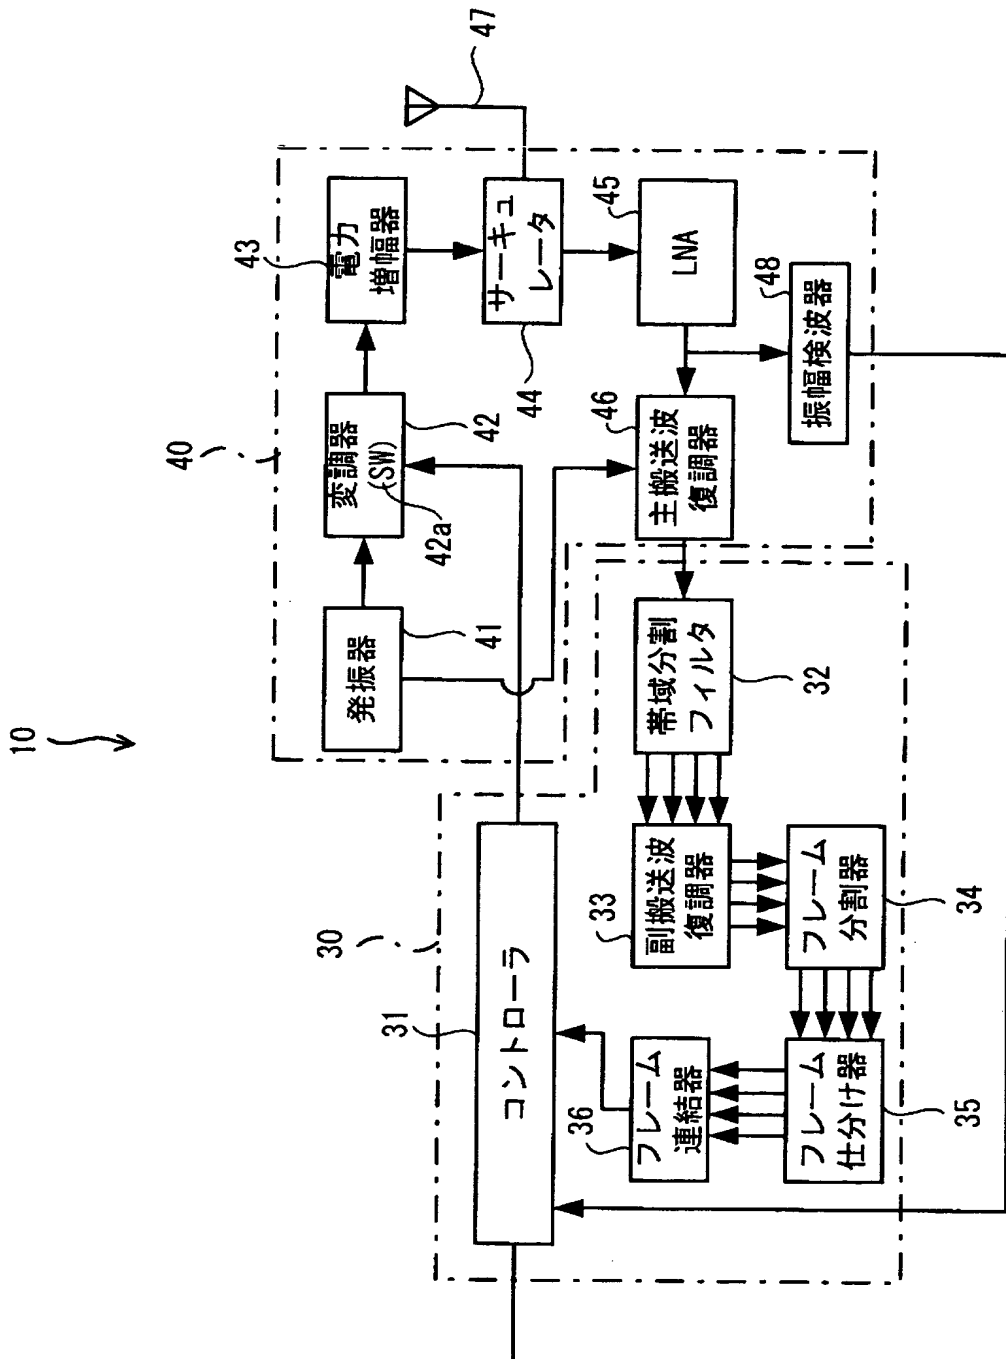 10
40
発振器
41
変調器
(SW)
42
42a
電力
増幅器
43
サーキュ
レータ
44
47
LNA
45
主搬送波
復調器
46
振幅検波器
48
30
コントローラ
31
帯域分割
フィルタ
32
副搬送波
復調器
33
フレーム
分割器
34
フレーム
仕分け器
35
フレーム
連結器
36